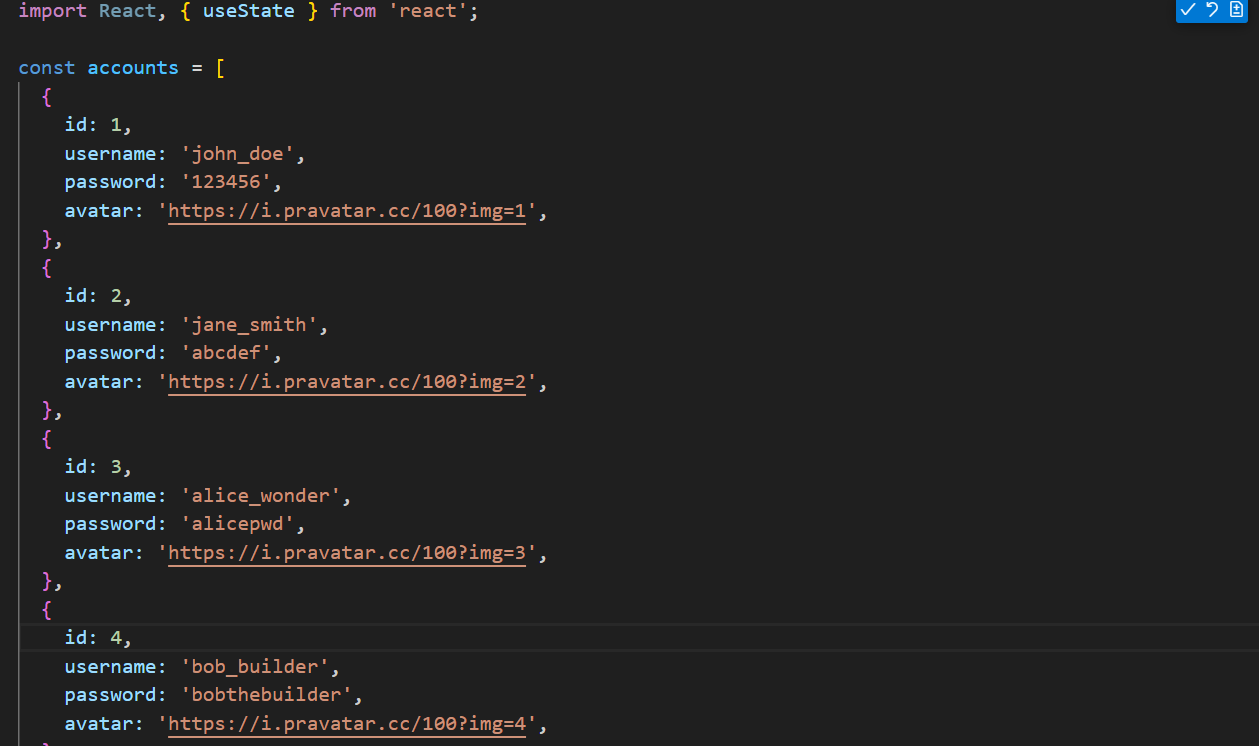 import React, { useState } from 'react';
const accounts = [
{
id: 1,
username: 'john_doe',
password: '123456',
avatar: 'https://i.pravatar.cc/100?img=1',
},
{
id: 2,
username: 'jane_smith',
password: 'abcdef',
avatar: 'https://i.pravatar.cc/100?img=2',
},
{
id: 3,
username: 'alice_wonder',
password: 'alicepwd',
avatar: 'https://i.pravatar.cc/100?img=3',
},
{
id: 4,
username: 'bob_builder',
password: 'bobthebuilder',
avatar: 'https://i.pravatar.cc/100?img=4',